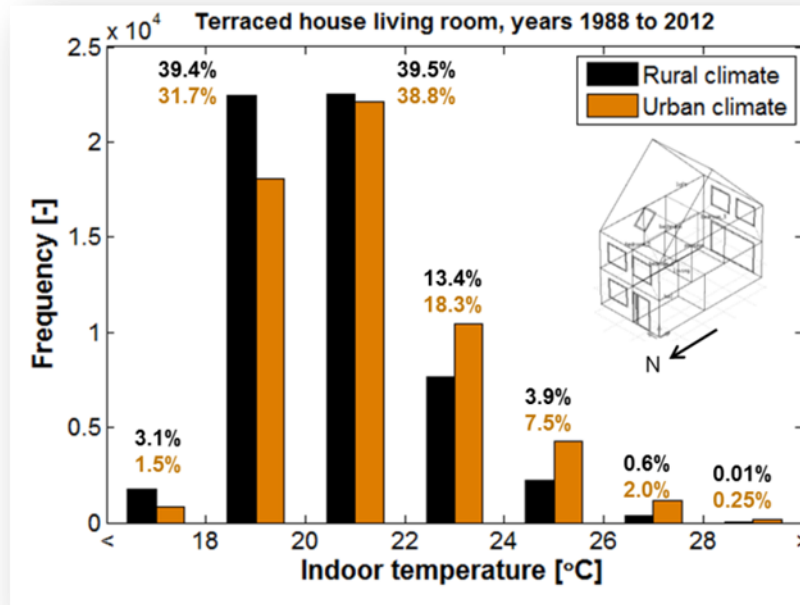 Terraced house living room, years 1988 to 2012
x 10⁴
2.5
2
1.5
1
0.5
0
Frequency [-]
39.4%
31.7%
39.5%
38.8%
13.4%
18.3%
3.1%
1.5%
3.9%
7.5%
0.6%
2.0%
0.01%
0.25%
Rural climate
Urban climate
N
< 18 20 22 24 26 28 >
Indoor temperature [°C]